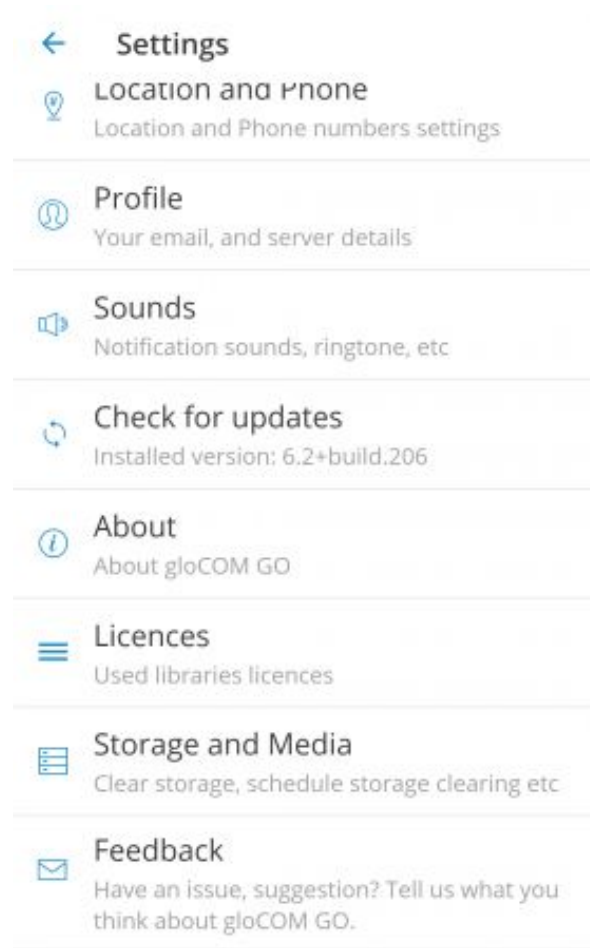 Settings
Location and Phone
Location and Phone numbers settings
Profile
Your email, and server details
Sounds
Notification sounds, ringtone, etc
Check for updates
Installed version: 6.2+build.206
About
About gloCOM GO
Licences
Used libraries licences
Storage and Media
Clear storage, schedule storage clearing etc
Feedback
Have an issue, suggestion? Tell us what you
think about gloCOM GO.